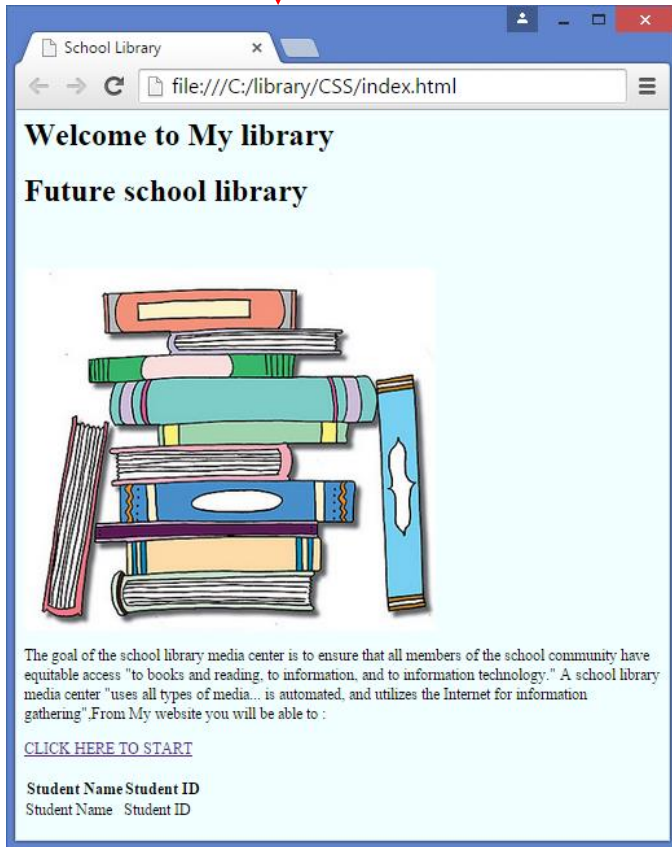 School Library
file:///C:/library/CSS/index.html
Welcome to My library
Future school library
The goal of the school library media center is to ensure that all members of the school community have
equitable access "to books and reading, to information, and to information technology." A school library
media center "uses all types of media... is automated, and utilizes the Internet for information
gathering",From My website you will be able to :
CLICK HERE TO START
Student Name Student ID
Student Name Student ID